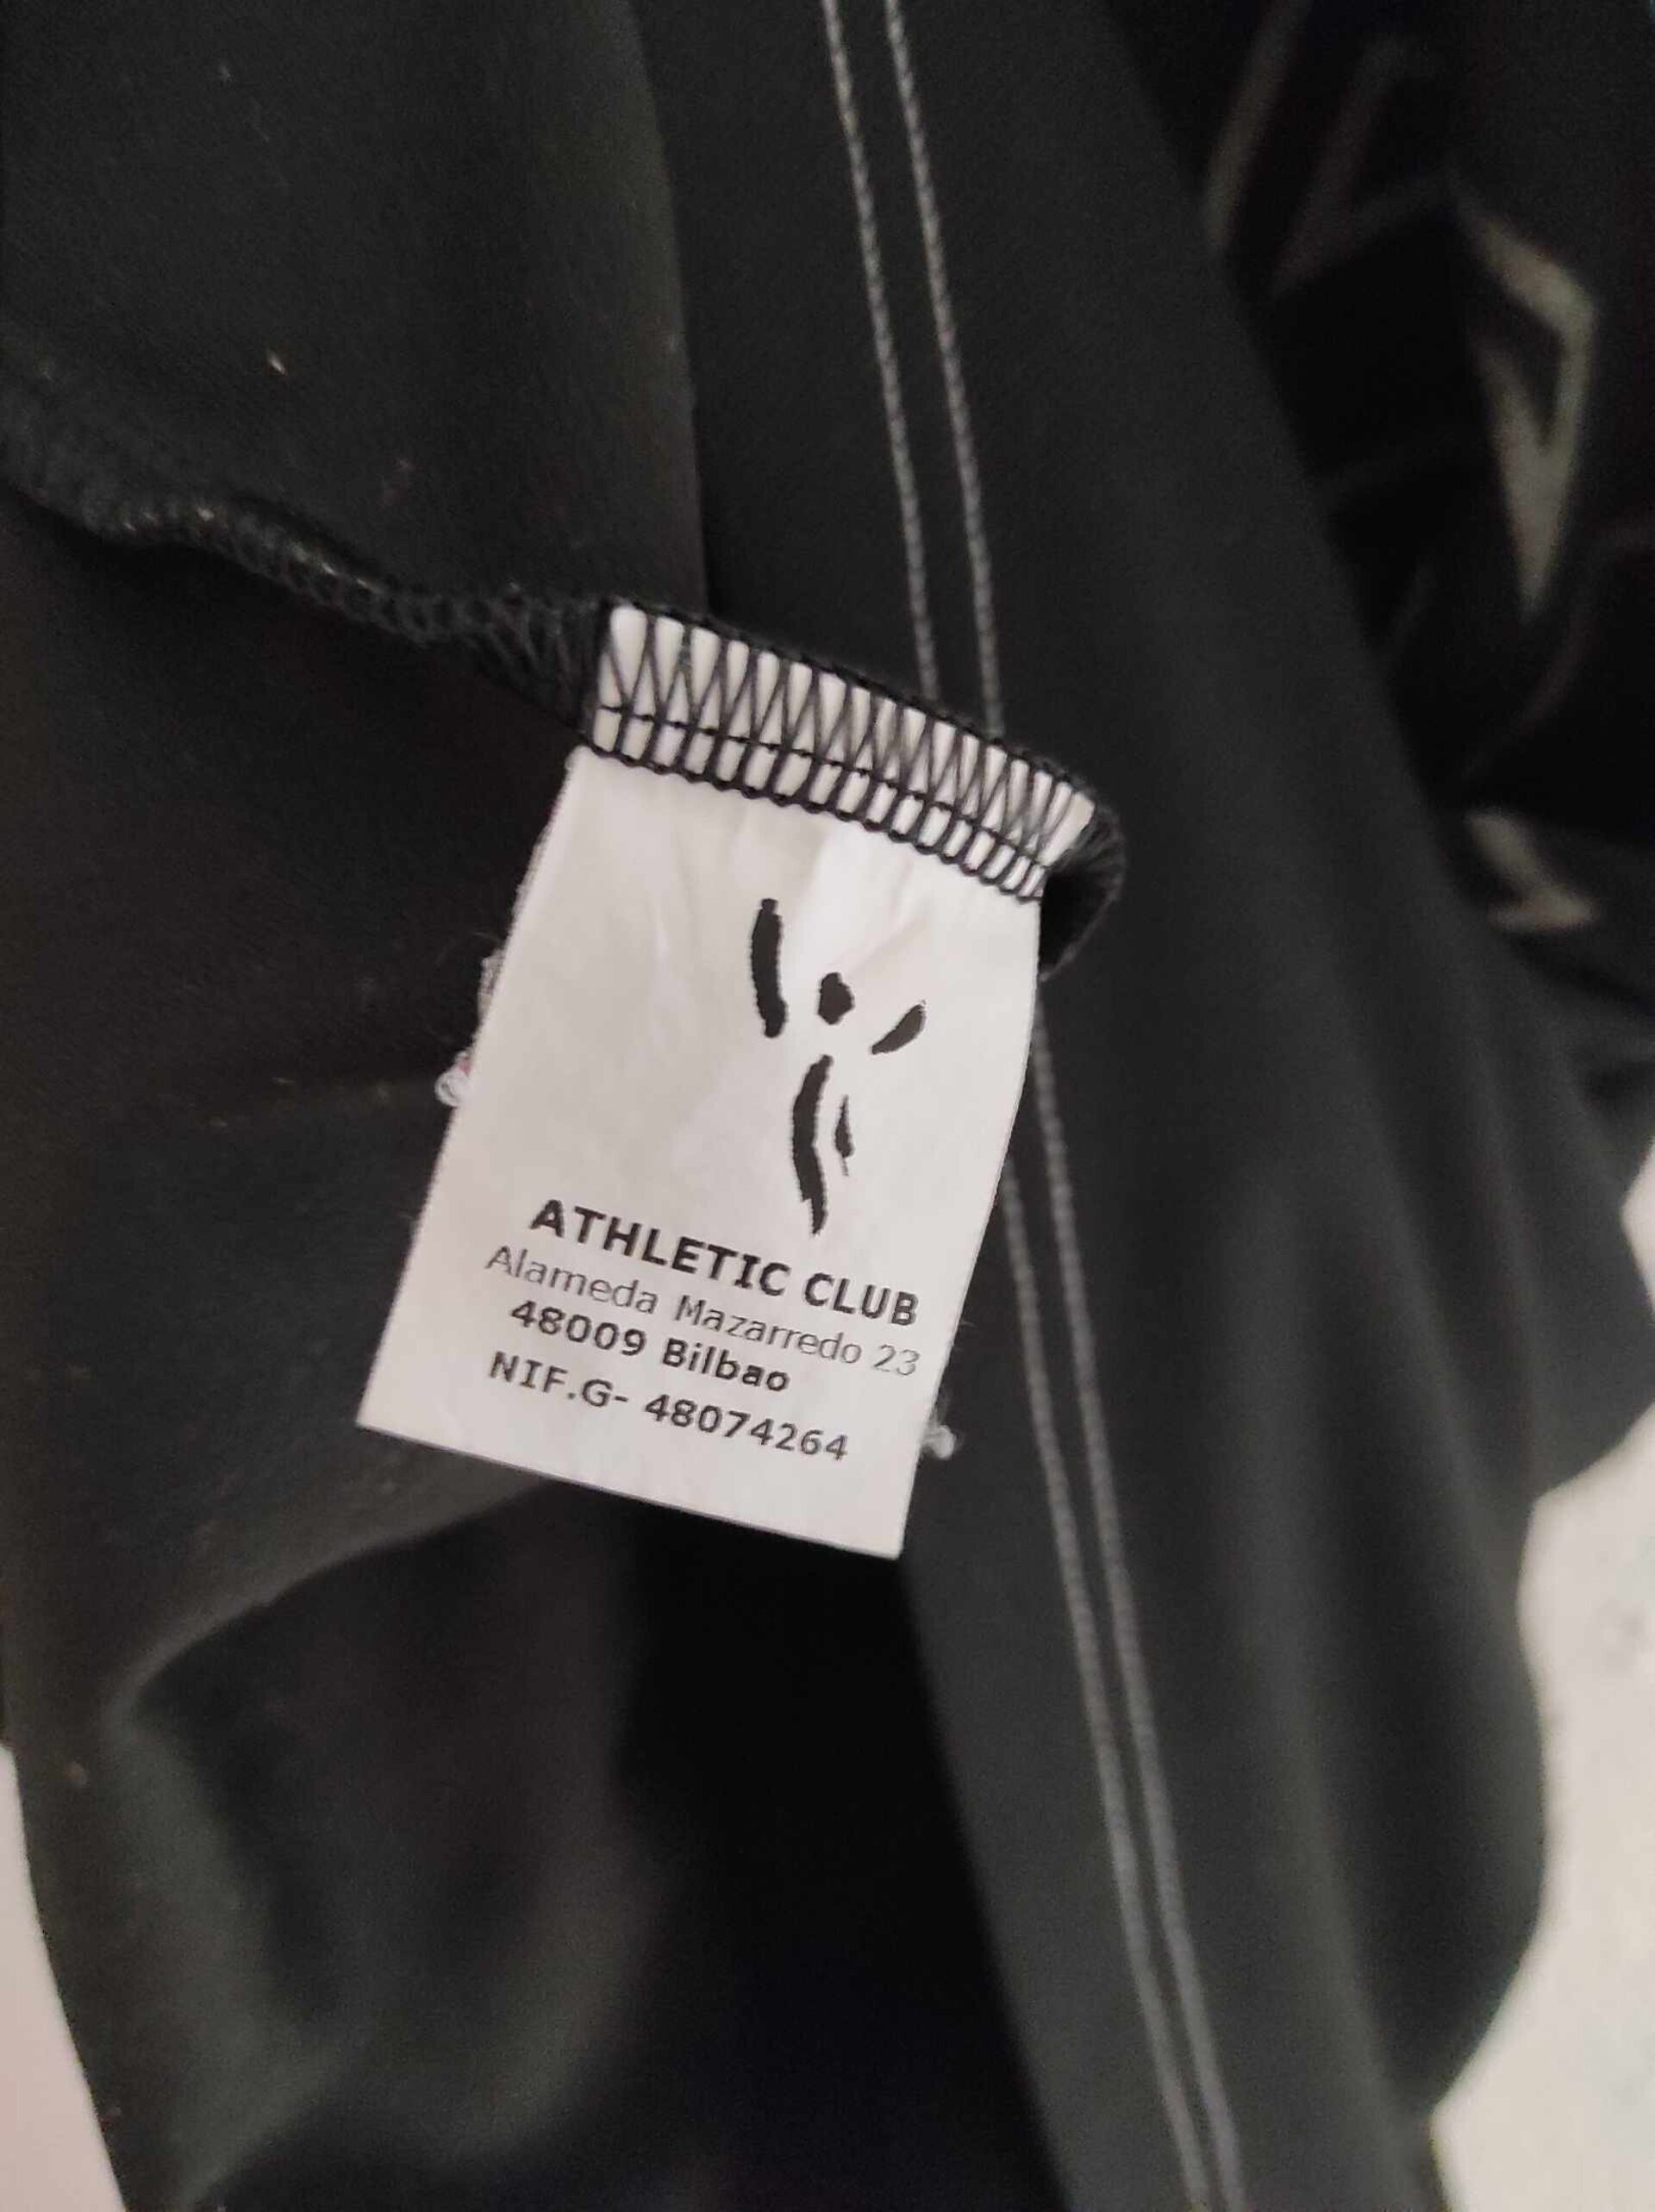 ATHLETIC CLUB
Alameda Mazarredo 23
48009 Bilbao
NIF.G- 48074264